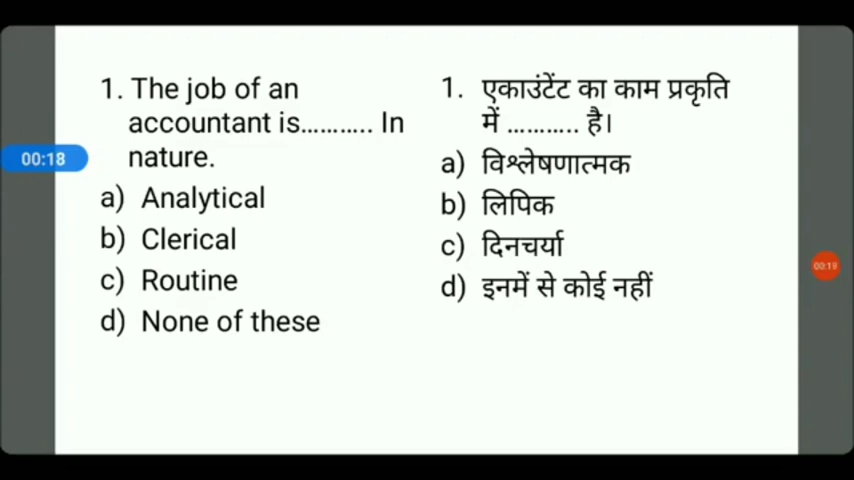 1. The job of an
accountant is........... In
nature.
a) Analytical
b) Clerical
c) Routine
d) None of these
1. एकाउंटेंट का काम प्रकृति
में ........... है।
a) विश्लेषणात्मक
b) लिपिक
c) दिनचर्या
d) इनमें से कोई नहीं
00:18
00:19